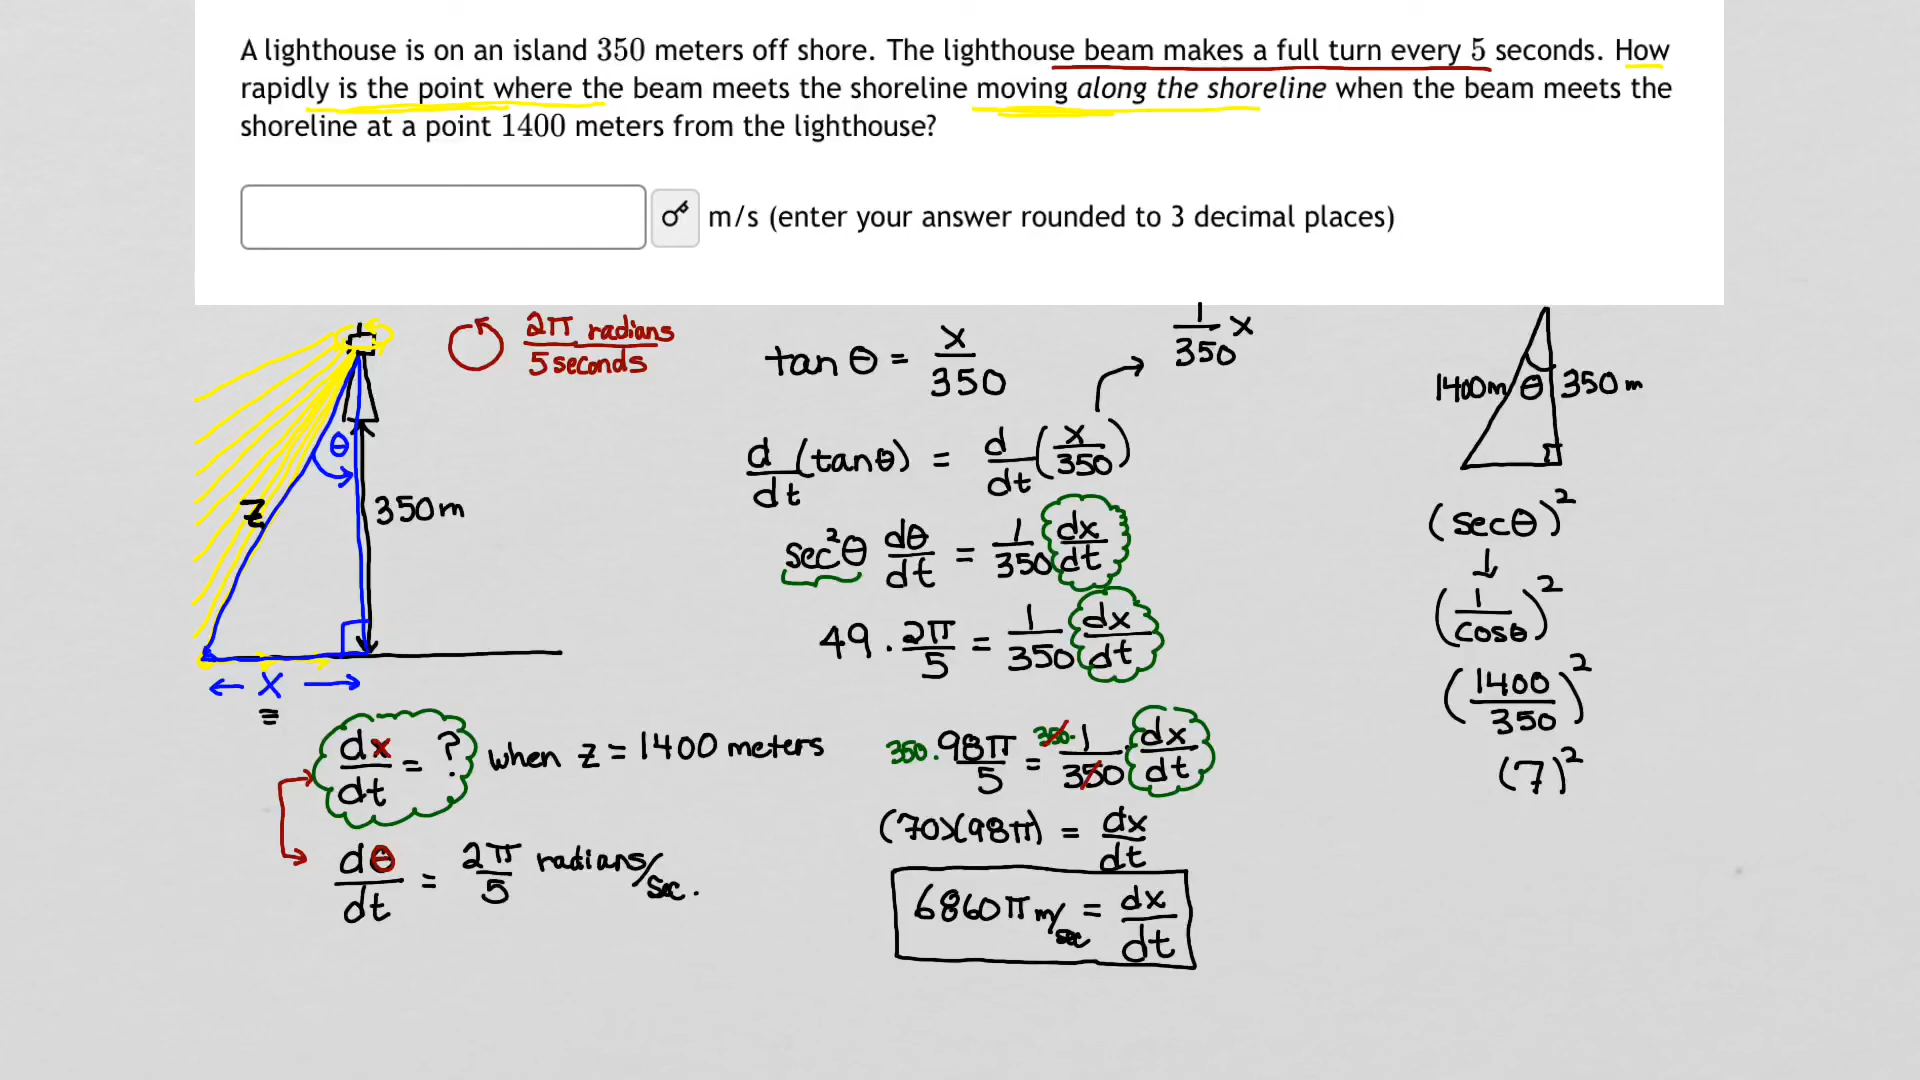 A lighthouse is on an island 350 meters off shore. The lighthouse beam makes a full turn every 5 seconds. How
rapidly is the point where the beam meets the shoreline moving along the shoreline when the beam meets the
shoreline at a point 1400 meters from the lighthouse?
m/s (enter your answer rounded to 3 decimal places)
2π radians
5 seconds
θ
z
350m
← x →
=
dx/dt = ? when z = 1400 meters
dθ/dt = 2π/5 radians/sec.
tan θ = x/350
1/350 x
d/dt (tanθ) = d/dt (x/350)
sec²θ dθ/dt = 1/350 dx/dt
49 · 2π/5 = 1/350 dx/dt
350 · 98π/5 = 350 · 1/350 · dx/dt
(70)(98π) = dx/dt
6860π m/sec = dx/dt
1400m θ 350m
(secθ)²
↓
(1/cosθ)²
(1400/350)²
(7)²